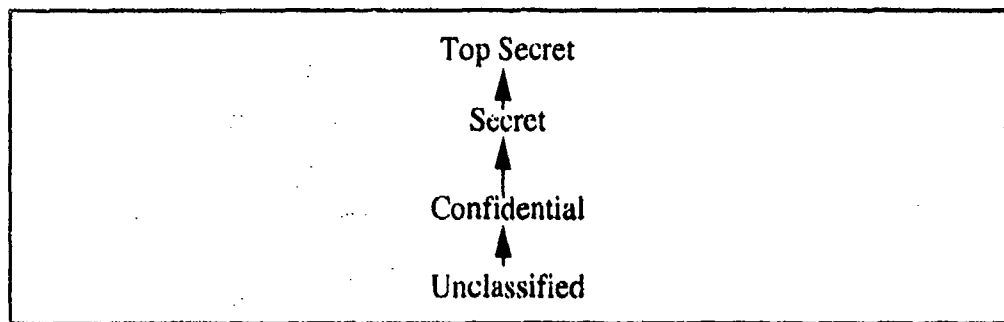 Top Secret
Secret
Confidential
Unclassified